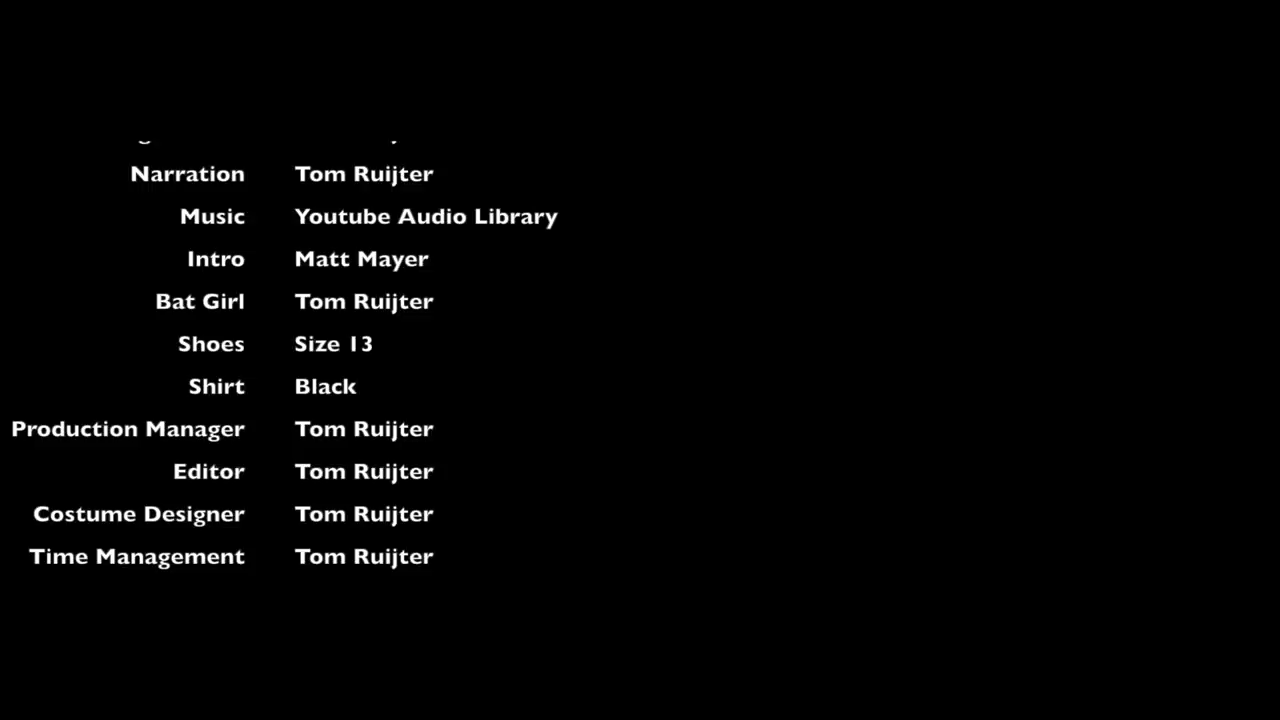 Narration Tom Ruijter
Music Youtube Audio Library
Intro Matt Mayer
Bat Girl Tom Ruijter
Shoes Size 13
Shirt Black
Production Manager Tom Ruijter
Editor Tom Ruijter
Costume Designer Tom Ruijter
Time Management Tom Ruijter